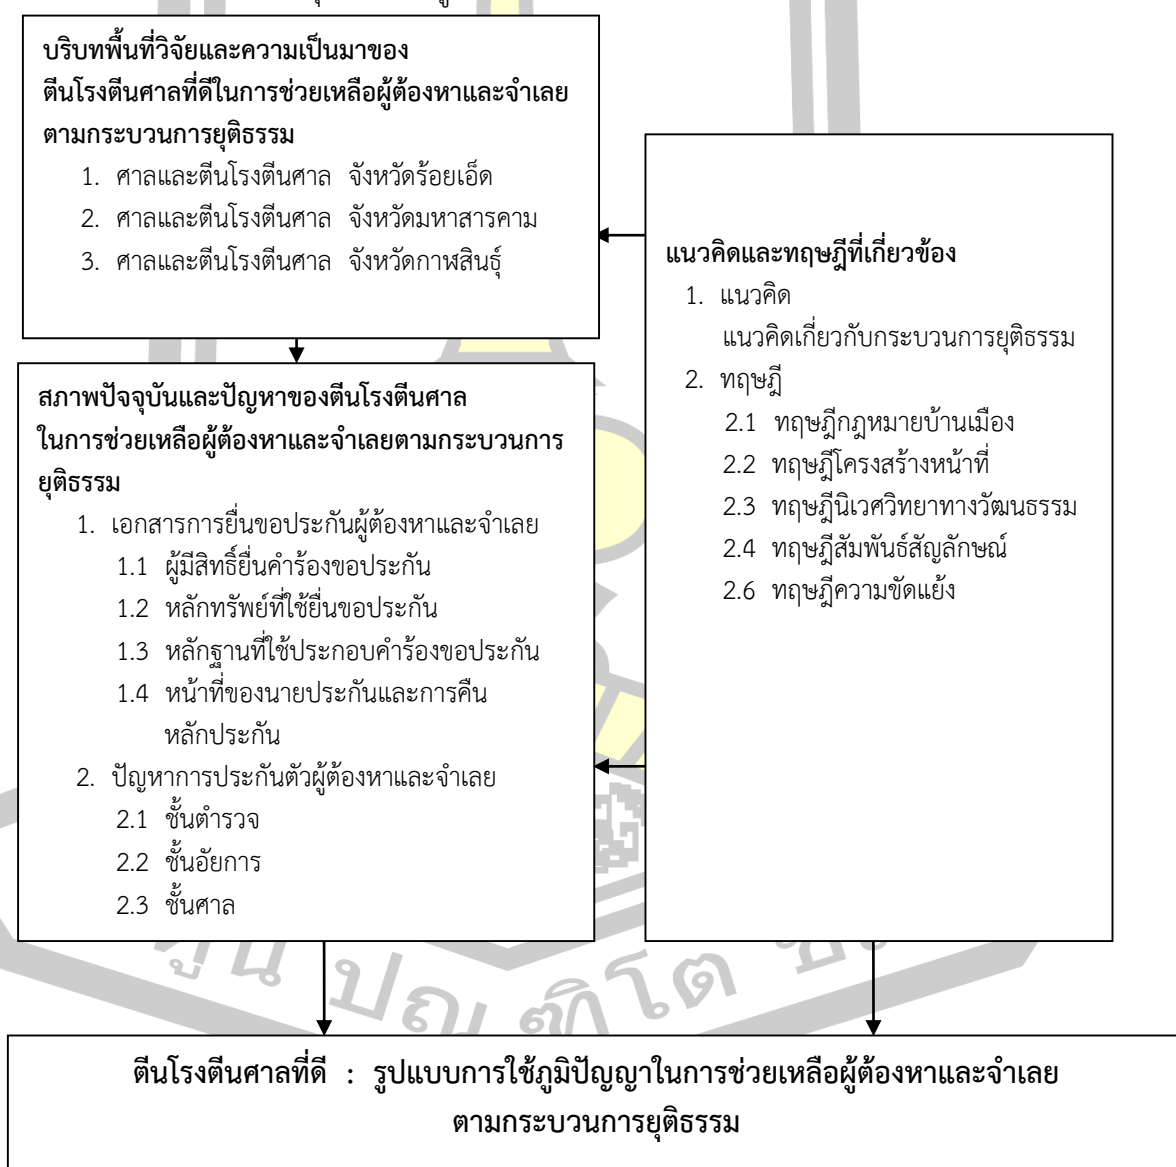 บริบทพื้นที่วิจัยและความเป็นมาของ
ตีนโรงตีนศาลที่ดีในการช่วยเหลือผู้ต้องหาและจำเลย
ตามกระบวนการยุติธรรม
1. ศาลและตีนโรงตีนศาล จังหวัดร้อยเอ็ด
2. ศาลและตีนโรงตีนศาล จังหวัดมหาสารคาม
3. ศาลและตีนโรงตีนศาล จังหวัดกาฬสินธุ์
แนวคิดและทฤษฎีที่เกี่ยวข้อง
1. แนวคิด
แนวคิดเกี่ยวกับกระบวนการยุติธรรม
2. ทฤษฎี
2.1 ทฤษฎีกฎหมายบ้านเมือง
2.2 ทฤษฎีโครงสร้างหน้าที่
2.3 ทฤษฎีนิเวศวิทยาทางวัฒนธรรม
2.4 ทฤษฎีสัมพันธ์สัญลักษณ์
2.6 ทฤษฎีความขัดแย้ง
สภาพปัจจุบันและปัญหาของตีนโรงตีนศาล
ในการช่วยเหลือผู้ต้องหาและจำเลยตามกระบวนการ
ยุติธรรม
1. เอกสารการยื่นขอประกันผู้ต้องหาและจำเลย
1.1 ผู้มีสิทธิ์ยื่นคำร้องขอประกัน
1.2 หลักทรัพย์ที่ใช้ยื่นขอประกัน
1.3 หลักฐานที่ใช้ประกอบคำร้องขอประกัน
1.4 หน้าที่ของนายประกันและการคืน
หลักประกัน
2. ปัญหาการประกันตัวผู้ต้องหาและจำเลย
2.1 ชั้นตำรวจ
2.2 ชั้นอัยการ
2.3 ชั้นศาล
ปณฺฑิโต
ตีนโรงตีนศาลที่ดี : รูปแบบการใช้ภูมิปัญญาในการช่วยเหลือผู้ต้องหาและจำเลย
ตามกระบวนการยุติธรรม